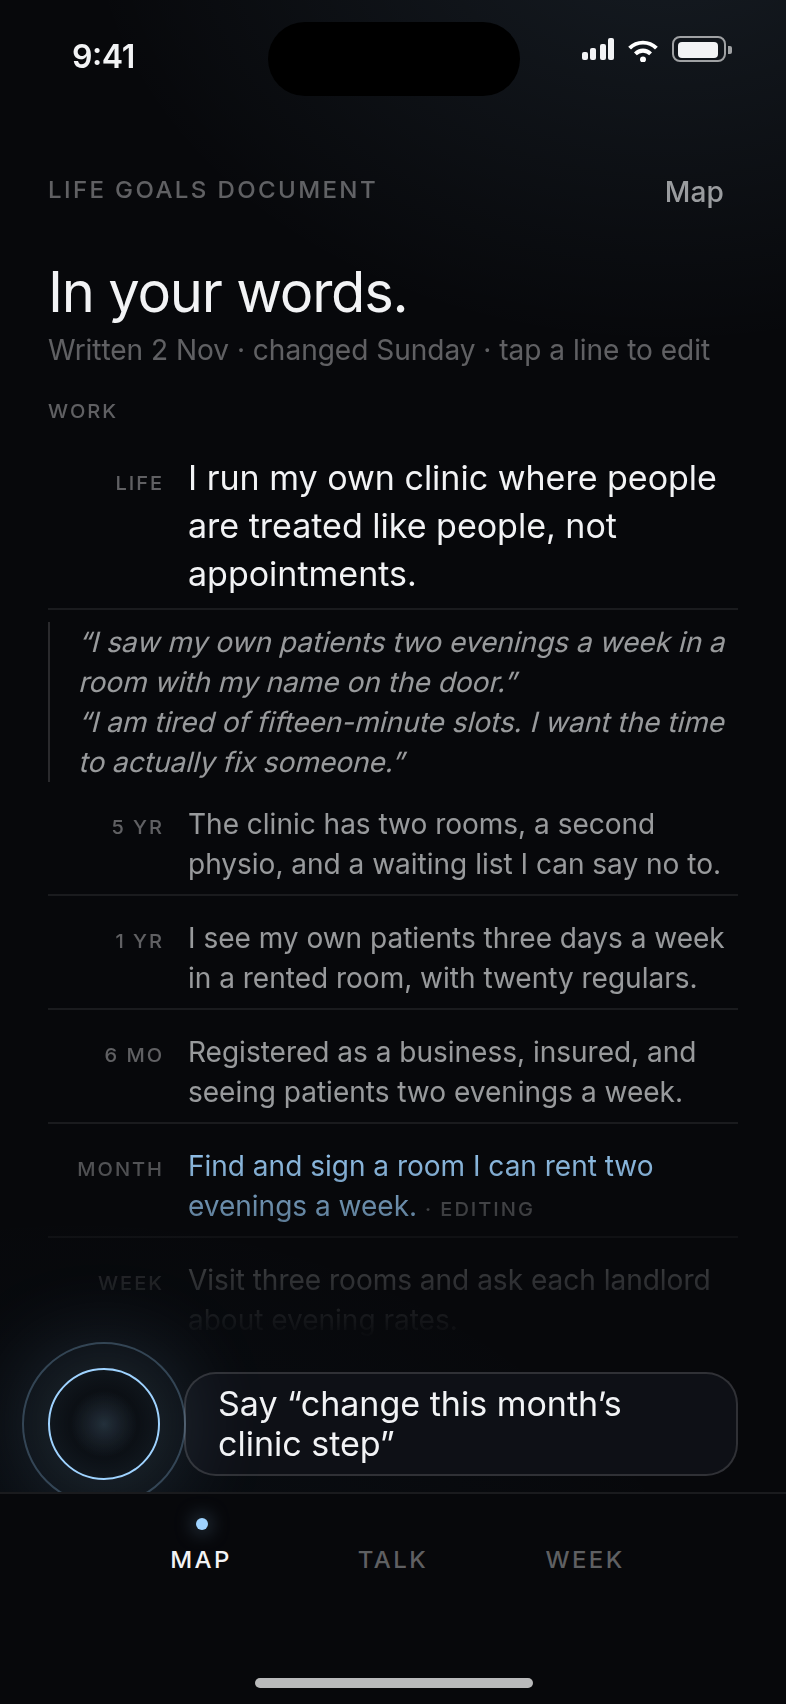 9:41
LIFE GOALS DOCUMENT
Map
In your words.
Written 2 Nov · changed Sunday · tap a line to edit
WORK
LIFE
I run my own clinic where people
are treated like people, not
appointments.
“I saw my own patients two evenings a week in a
room with my name on the door.”
“I am tired of fifteen-minute slots. I want the time
to actually fix someone.”
5 YR
The clinic has two rooms, a second
physio, and a waiting list I can say no to.
1 YR
I see my own patients three days a week
in a rented room, with twenty regulars.
6 MO
Registered as a business, insured, and
seeing patients two evenings a week.
MONTH
Find and sign a room I can rent two
evenings a week. · EDITING
WEEK
Visit three rooms and ask each landlord
about evening rates.
Say “change this month’s
clinic step”
MAP
TALK
WEEK